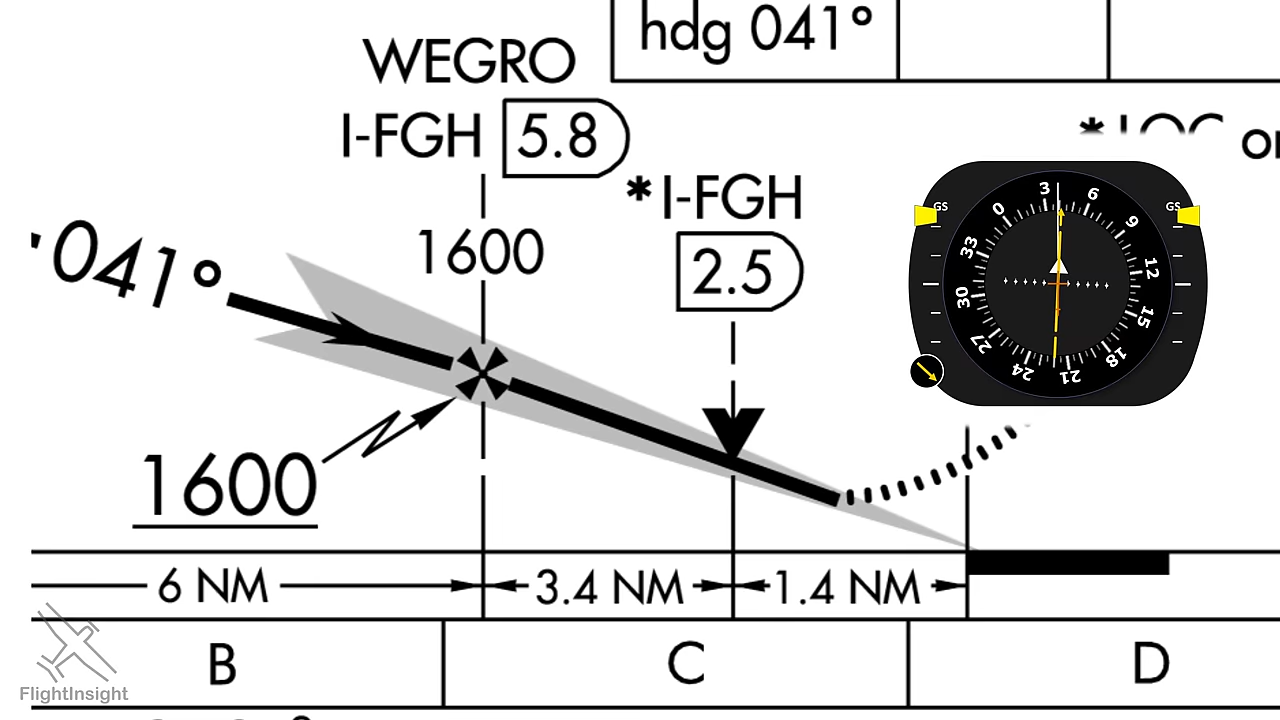 hdg 041°
WEGRO
I-FGH 5.8
*LOC
*I-FGH
2.5
041°
1600
1600
GS GS
0 3 6 9 12 15 18 21 24 27 30 33
6 NM 3.4 NM 1.4 NM
B C D
FlightInsight